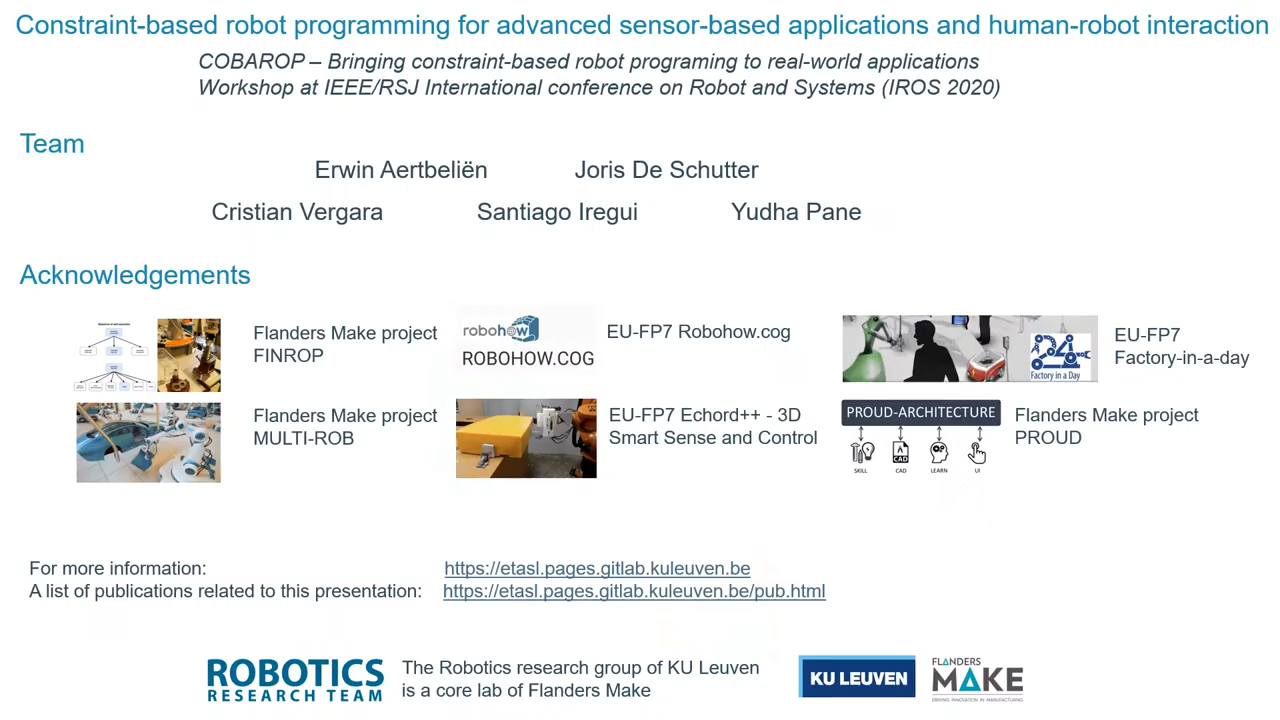 Constraint-based robot programming for advanced sensor-based applications and human-robot interaction
COBAROP – Bringing constraint-based robot programing to real-world applications
Workshop at IEEE/RSJ International conference on Robot and Systems (IROS 2020)
Team
Erwin Aertbeliën Joris De Schutter
Cristian Vergara Santiago Iregui Yudha Pane
Acknowledgements
Flanders Make project
FINROP
robohow
ROBOHOW.COG
EU-FP7 Robohow.cog
Factory in a Day
EU-FP7
Factory-in-a-day
Flanders Make project
MULTI-ROB
EU-FP7 Echord++ - 3D
Smart Sense and Control
PROUD-ARCHITECTURE
SKILL CAD LEARN UI
Flanders Make project
PROUD
For more information: https://etasl.pages.gitlab.kuleuven.be
A list of publications related to this presentation: https://etasl.pages.gitlab.kuleuven.be/pub.html
ROBOTICS
RESEARCH TEAM
The Robotics research group of KU Leuven
is a core lab of Flanders Make
KU LEUVEN
FLANDERS
MAKE
DRIVING INNOVATION IN MANUFACTURING